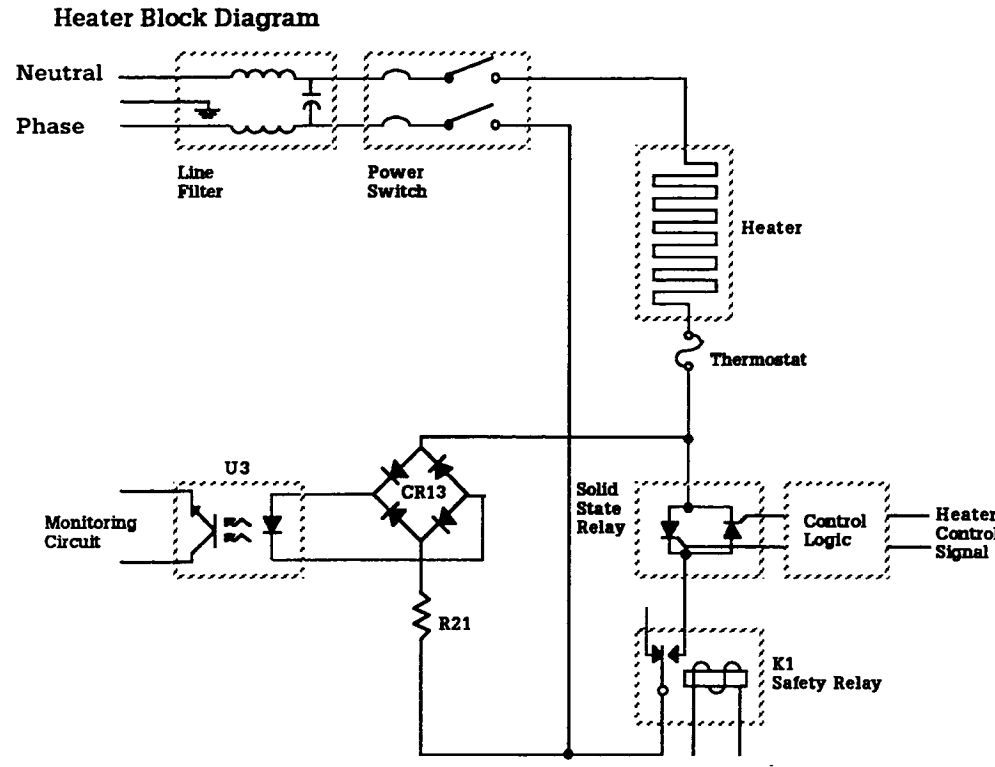 Heater Block Diagram
Neutral
Phase
Line
Filter
Power
Switch
Heater
Thermostat
U3
CR13
Monitoring
Circuit
Solid
State
Relay
Control
Logic
Heater
Control
Signal
R21
K1
Safety Relay